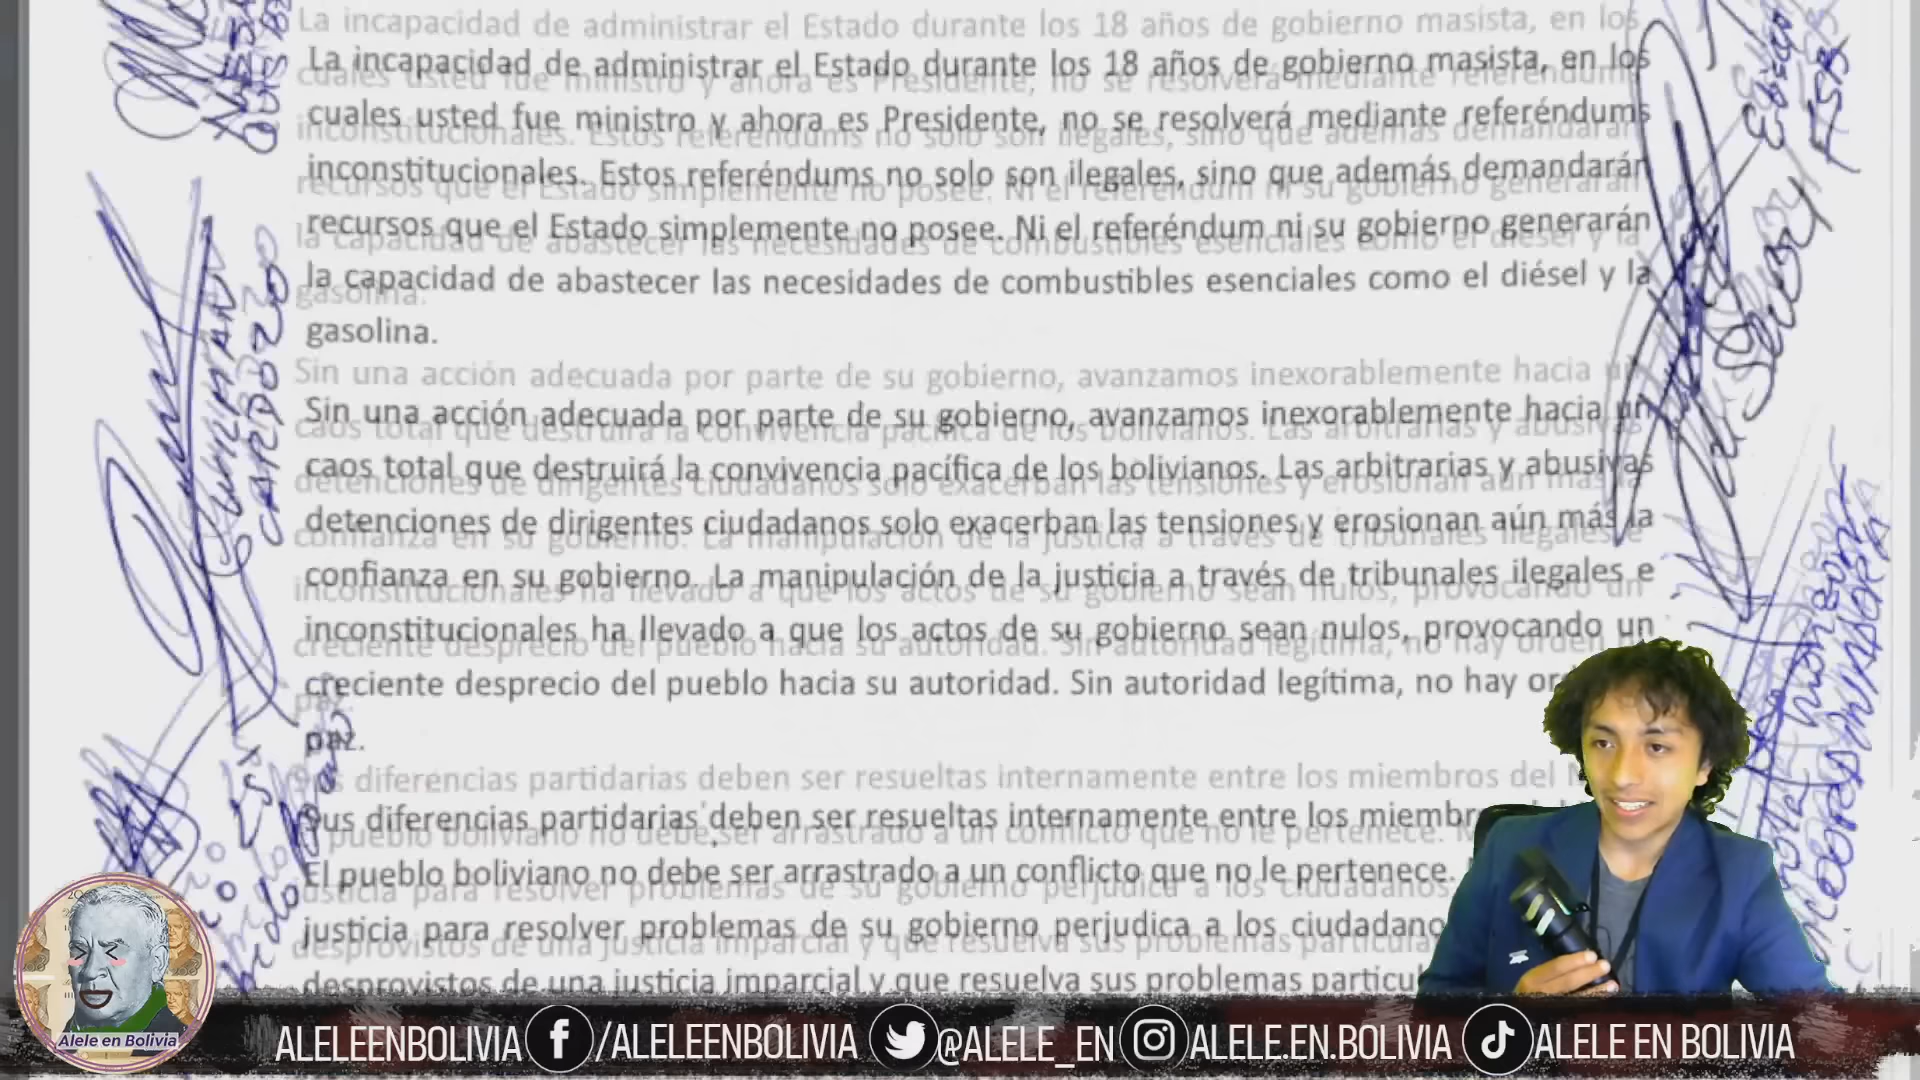 La incapacidad de administrar el Estado durante los 18 años de gobierno masista, en los
cuales usted fue ministro y ahora es Presidente, no se resolverá mediante referéndums
inconstitucionales. Estos referéndums no solo son ilegales, sino que además demandarán
recursos que el Estado simplemente no posee. Ni el referéndum ni su gobierno generarán
la capacidad de abastecer las necesidades de combustibles esenciales como el diésel y la
gasolina.
Sin una acción adecuada por parte de su gobierno, avanzamos inexorablemente hacia un
caos total que destruirá la convivencia pacífica de los bolivianos. Las arbitrarias y abusivas
detenciones de dirigentes ciudadanos solo exacerban las tensiones y erosionan aún más la
confianza en su gobierno. La manipulación de la justicia a través de tribunales ilegales e
inconstitucionales ha llevado a que los actos de su gobierno sean nulos, provocando un
creciente desprecio del pueblo hacia su autoridad. Sin autoridad legítima, no hay
paz.
Sus diferencias partidarias deben ser resueltas internamente entre los
El pueblo boliviano no debe ser arrastrado a un conflicto que no le pertenece.
justicia para resolver problemas de su gobierno perjudica a los
desprovistos de una justicia imparcial y que resuelva sus problemas
CARDOZO
Alele en Bolivia
ALELEENBOLIVIA /ALELEENBOLIVIA @ALELE_EN ALELE.EN.BOLIVIA ALELE EN BOLIVIA